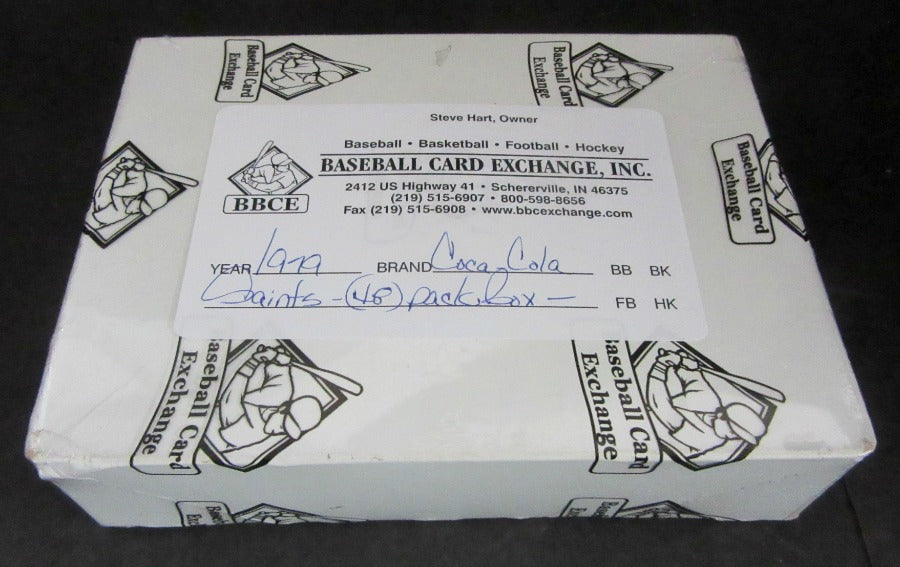 Baseball Card
Exchange
Baseball Card
Exchange
Steve Hart, Owner
Baseball • Basketball • Football • Hockey
BASEBALL CARD EXCHANGE, INC.
BBCE
2412 US Highway 41 • Schererville, IN 46375
(219) 515-6907 • 800-598-8656
Fax (219) 515-6908 • www.bbcexchange.com
Baseball Card
Exchange
YEAR 1979 BRAND Coca Cola BB BK
Saints - (48) pack box - FB HK
Baseball Card
Exchange
Baseball Card
Exchange
Baseball
Baseball